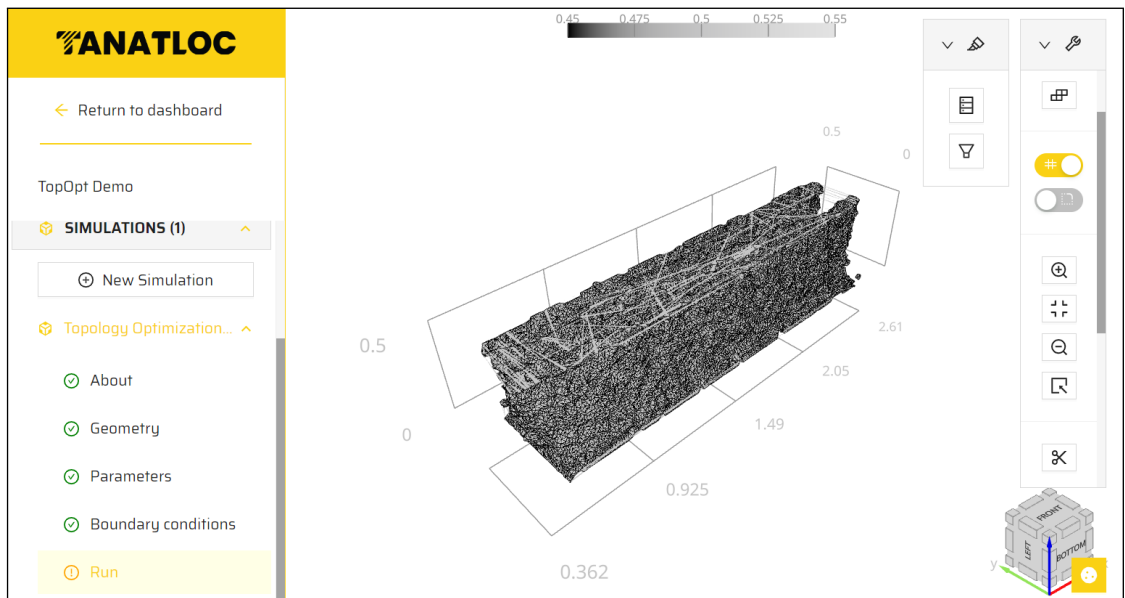 TANATLOC
Return to dashboard
TopOpt Demo
SIMULATIONS (1)
New Simulation
Topology Optimization...
About
Geometry
Parameters
Boundary conditions
Run
0.45 0.475 0.5 0.525 0.55
0.5
0
0.5
0
2.61
2.05
1.49
0.925
0.362
FRONT
LEFT
BOTTOM
y